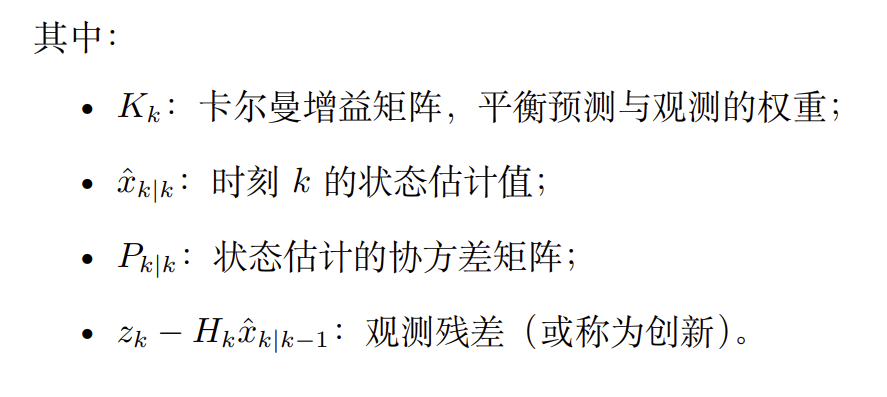 其中：
• $K_k$：卡尔曼增益矩阵，平衡预测与观测的权重；
• $\hat{x}_{k|k}$：时刻 $k$ 的状态估计值；
• $P_{k|k}$：状态估计的协方差矩阵；
• $z_k - H_k\hat{x}_{k|k-1}$：观测残差（或称为创新）。